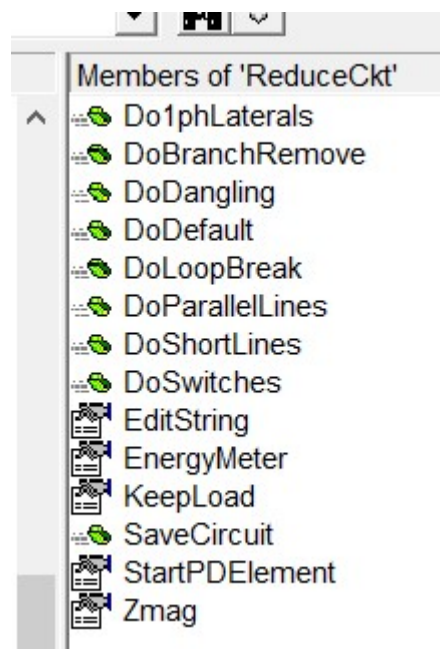 Members of 'ReduceCkt'
Do1phLaterals
DoBranchRemove
DoDangling
DoDefault
DoLoopBreak
DoParallelLines
DoShortLines
DoSwitches
EditString
EnergyMeter
KeepLoad
SaveCircuit
StartPDElement
Zmag